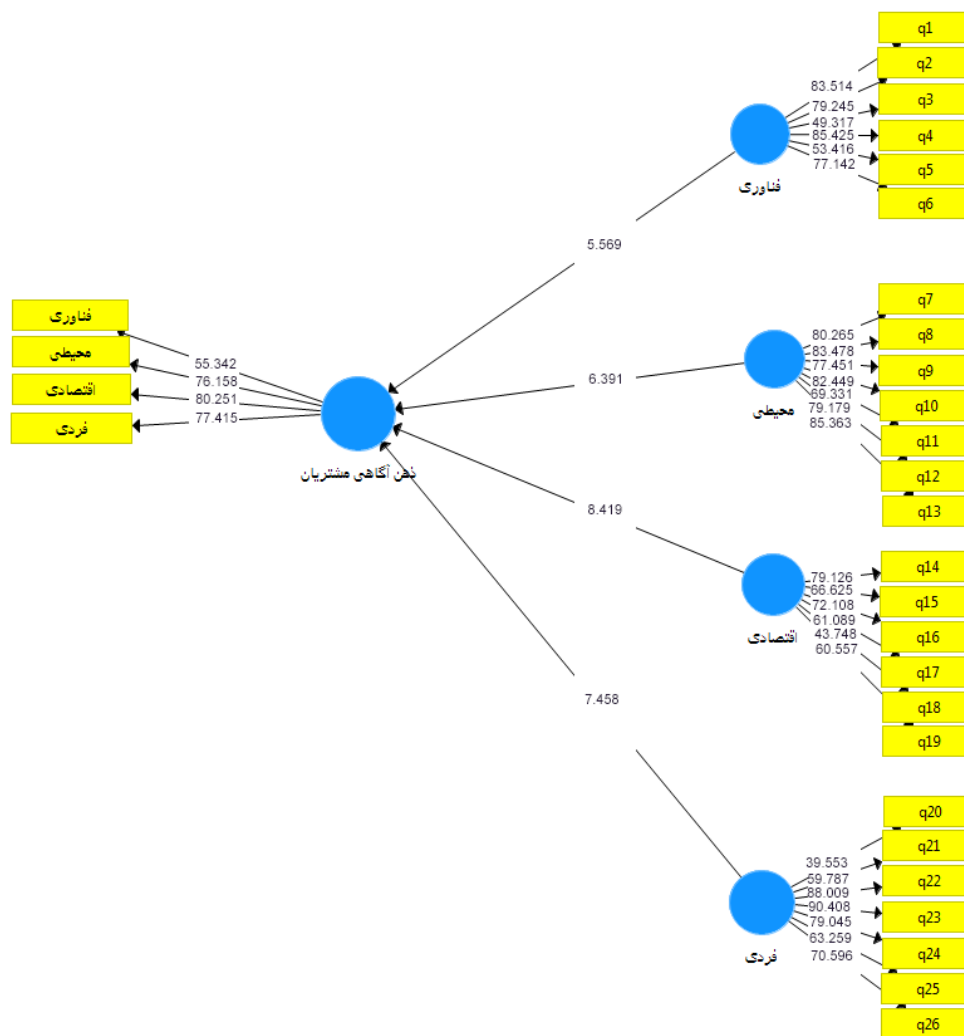 q1
q2
q3
q4
q5
q6
83.514
79.245
49.317
85.425
53.416
77.142
فناوری
5.569
q7
q8
q9
q10
q11
q12
q13
80.265
83.478
77.451
82.449
69.331
79.179
85.363
محیطی
6.391
فناوری
محیطی
اقتصادی
فردی
55.342
76.158
80.251
77.415
ذهن آگاهی مشتریان
8.419
q14
q15
q16
q17
q18
q19
79.126
66.625
72.108
61.089
43.748
60.557
اقتصادی
7.458
q20
q21
q22
q23
q24
q25
q26
39.553
59.787
88.009
90.408
79.045
63.259
70.596
فردی